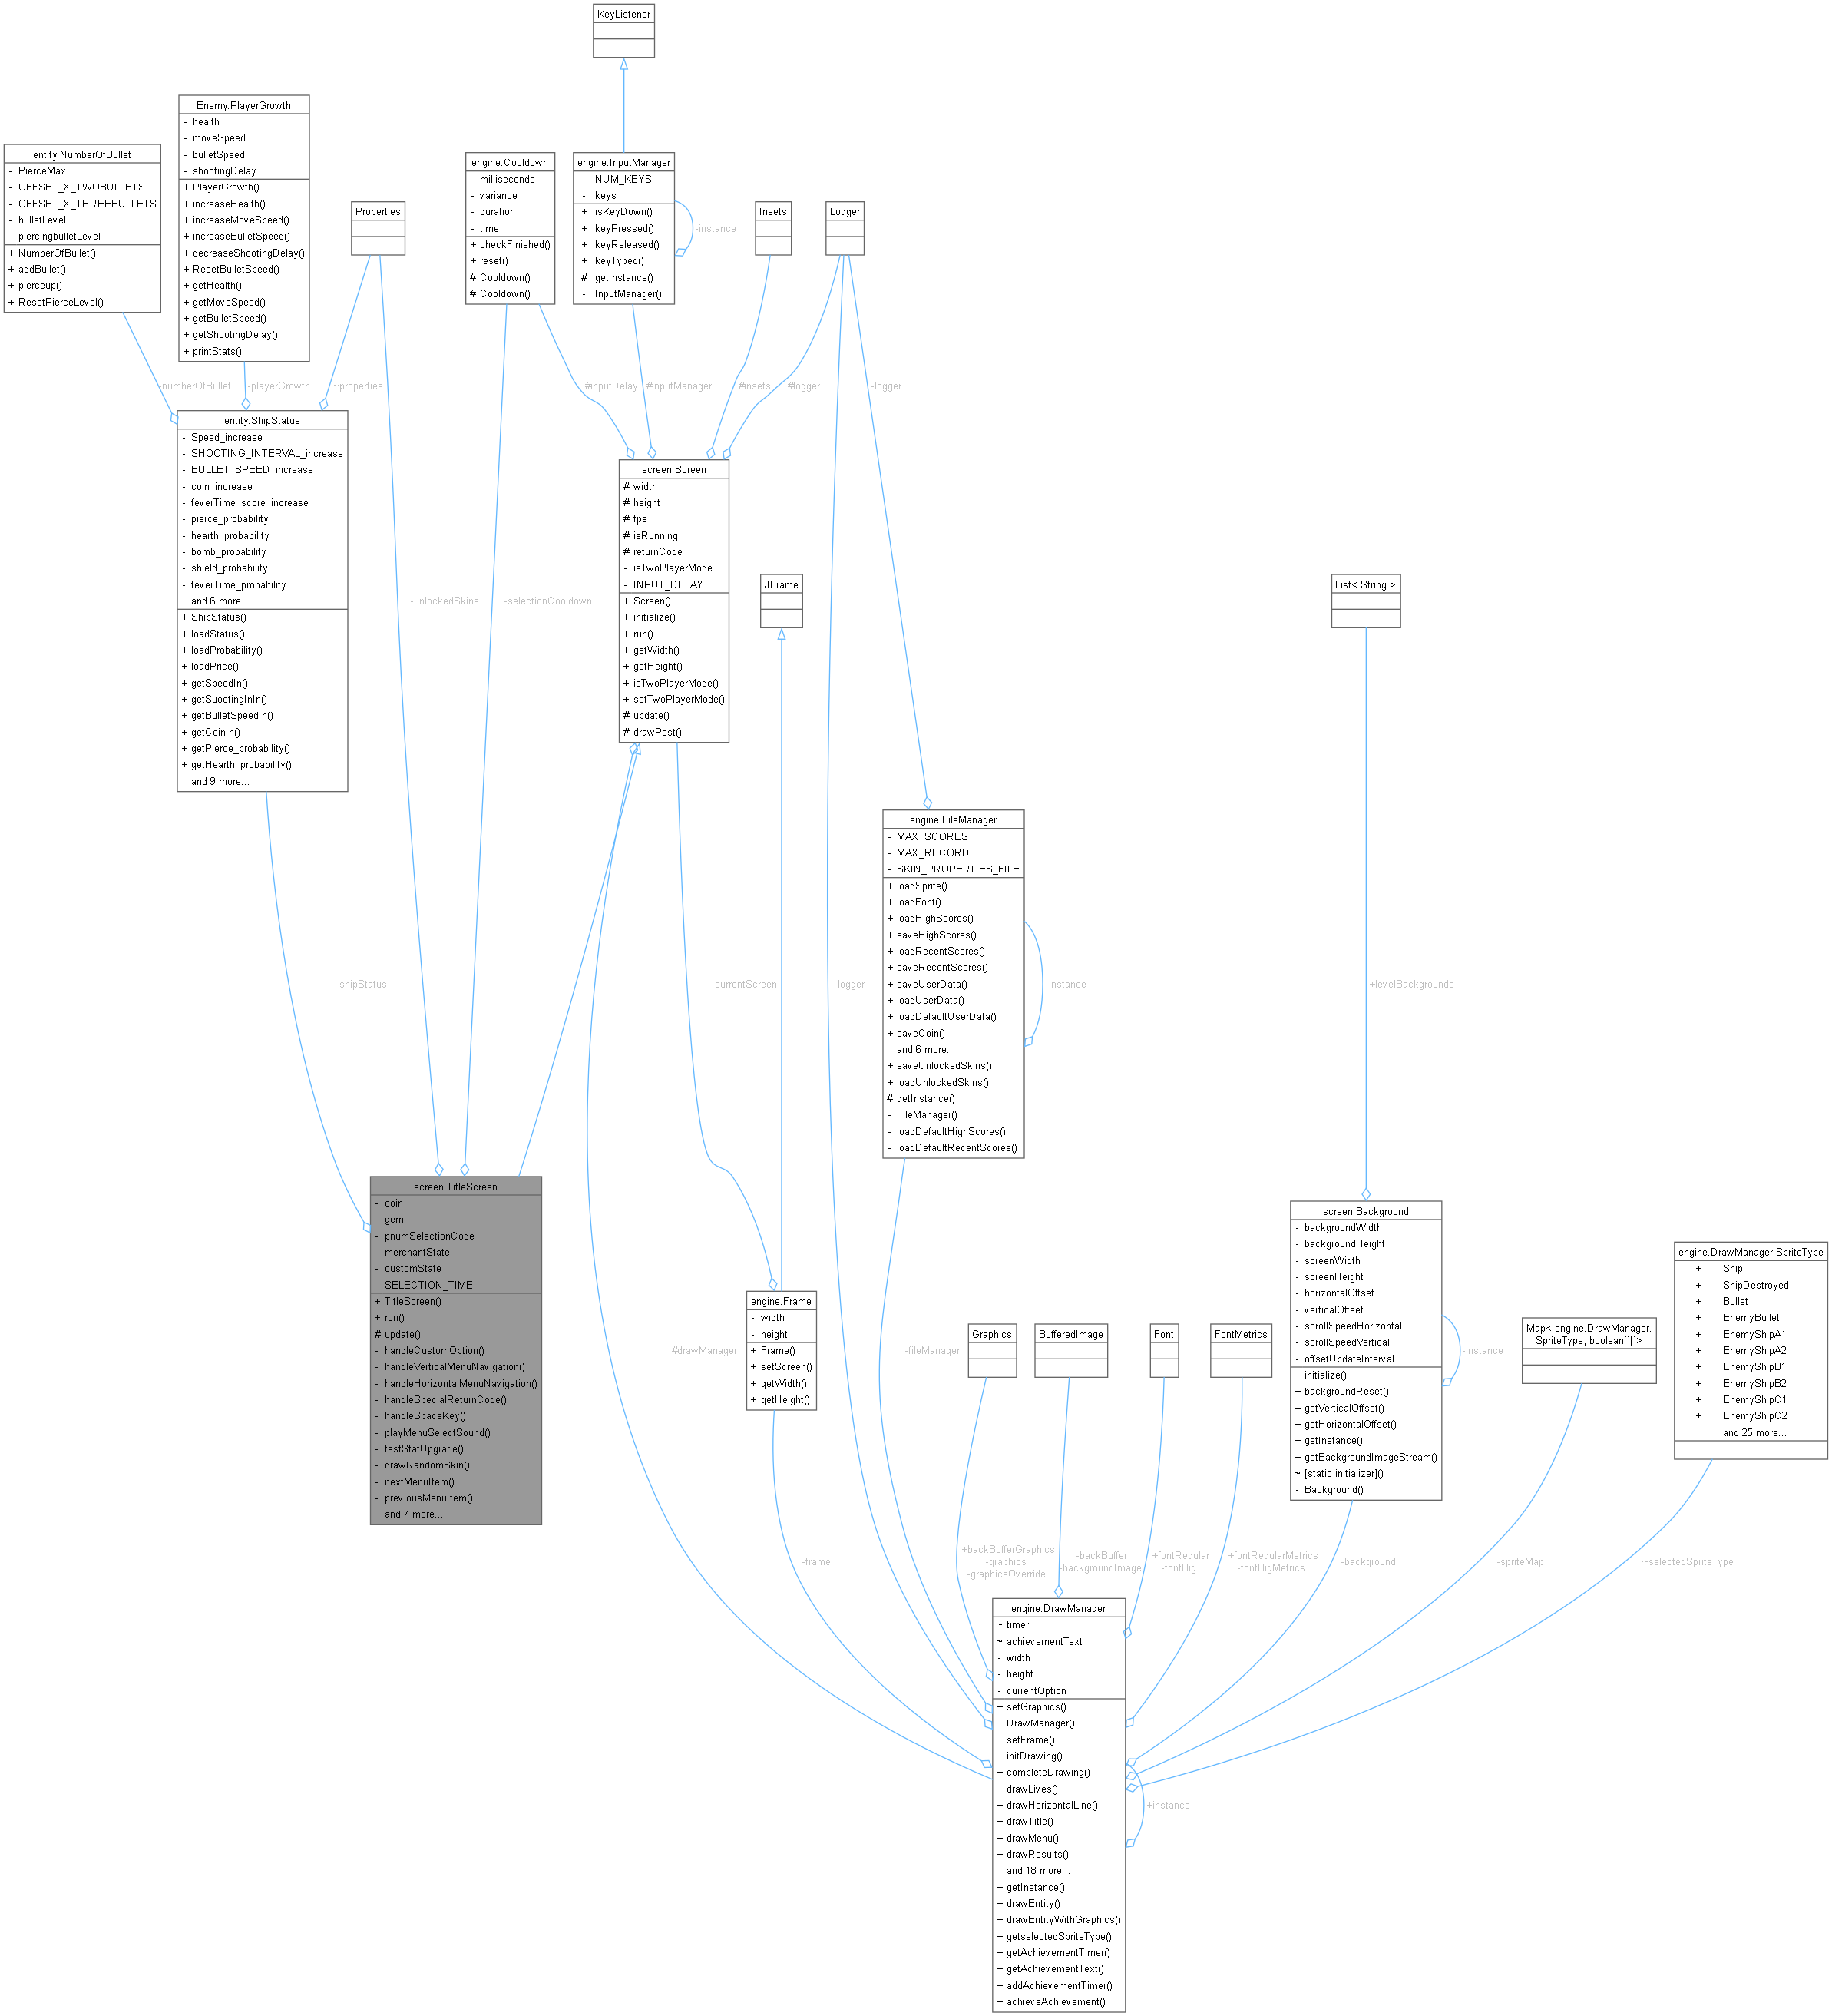 KeyListener
Enemy.PlayerGrowth
- health
- moveSpeed
- bulletSpeed
- shootingDelay
+ PlayerGrowth()
+ increaseHealth()
+ increaseMoveSpeed()
+ increaseBulletSpeed()
+ decreaseShootingDelay()
+ ResetBulletSpeed()
+ getHealth()
+ getMoveSpeed()
+ getBulletSpeed()
+ getShootingDelay()
+ printStats()
entity.NumberOfBullet
- PierceMax
- OFFSET_X_TWOBULLETS
- OFFSET_X_THREEBULLETS
- bulletLevel
- piercingbulletLevel
+ NumberOfBullet()
+ addBullet()
+ pierceup()
+ ResetPierceLevel()
Properties
engine.Cooldown
- milliseconds
- variance
- duration
- time
+ checkFinished()
+ reset()
# Cooldown()
# Cooldown()
engine.InputManager
- NUM_KEYS
- keys
+ isKeyDown()
+ keyPressed()
+ keyReleased()
+ keyTyped()
# getInstance()
- InputManager()
-instance
Insets
Logger
-numberOfBullet
-playerGrowth
~properties
#inputDelay
#inputManager
#insets
#logger
-logger
entity.ShipStatus
- Speed_increase
- SHOOTING_INTERVAL_increase
- BULLET_SPEED_increase
- coin_increase
- feverTime_score_increase
- pierce_probability
- hearth_probability
- bomb_probability
- shield_probability
- feverTime_probability
and 6 more...
+ ShipStatus()
+ loadStatus()
+ loadProbability()
+ loadPrice()
+ getSpeedIn()
+ getSuootingInIn()
+ getBulletSpeedIn()
+ getCoinIn()
+ getPierce_probability()
+ getHearth_probability()
and 9 more...
-unlockedSkins
-selectionCooldown
screen.Screen
# width
# height
# fps
# isRunning
# returnCode
- isTwoPlayerMode
- INPUT_DELAY
+ Screen()
+ initialize()
+ run()
+ getWidth()
+ getHeight()
+ isTwoPlayerMode()
+ setTwoPlayerMode()
# update()
# drawPost()
JFrame
List< String >
engine.FileManager
- MAX_SCORES
- MAX_RECORD
- SKIN_PROPERTIES_FILE
+ loadSprite()
+ loadFont()
+ loadHighScores()
+ saveHighScores()
+ loadRecentScores()
+ saveRecentScores()
+ saveUserData()
+ loadUserData()
+ loadDefaultUserData()
+ saveCoin()
and 6 more...
+ saveUnlockedSkins()
+ loadUnlockedSkins()
# getInstance()
- FileManager()
- loadDefaultHighScores()
- loadDefaultRecentScores()
-shipStatus
-currentScreen
-logger
-instance
+levelBackgrounds
screen.TitleScreen
- coin
- gem
- pnumSelectionCode
- merchantState
- customState
- SELECTION_TIME
+ TitleScreen()
+ run()
# update()
- handleCustomOption()
- handleVerticalMenuNavigation()
- handleHorizontalMenuNavigation()
- handleSpecialReturnCode()
- handleSpaceKey()
- playMenuSelectSound()
- testStatUpgrade()
- drawRandomSkin()
- nextMenuItem()
- previousMenuItem()
and 7 more...
#drawManager
engine.Frame
- width
- height
+ Frame()
+ setScreen()
+ getWidth()
+ getHeight()
-fileManager
Graphics
BufferedImage
Font
FontMetrics
screen.Background
- backgroundWidth
- backgroundHeight
- screenWidth
- screenHeight
- horizontalOffset
- verticalOffset
- scrollSpeedHorizontal
- scrollSpeedVertical
- offsetUpdateInterval
+ initialize()
+ backgroundReset()
+ getVerticalOffset()
+ getHorizontalOffset()
+ getInstance()
+ getBackgroundImageStream()
~ [static initializer]()
- Background()
-instance
Map< engine.DrawManager.
SpriteType, boolean[][]>
engine.DrawManager.SpriteType
+ Ship
+ ShipDestroyed
+ Bullet
+ EnemyBullet
+ EnemyShipA1
+ EnemyShipA2
+ EnemyShipB1
+ EnemyShipB2
+ EnemyShipC1
+ EnemyShipC2
and 25 more...
-frame
+backBufferGraphics
-graphics
-graphicsOverride
-backBuffer
-backgroundImage
+fontRegular
-fontBig
+fontRegularMetrics
-fontBigMetrics
-background
-spriteMap
~selectedSpriteType
engine.DrawManager
~ timer
~ achievementText
- width
- height
- currentOption
+ setGraphics()
+ DrawManager()
+ setFrame()
+ initDrawing()
+ completeDrawing()
+ drawLives()
+ drawHorizontalLine()
+ drawTitle()
+ drawMenu()
+ drawResults()
and 18 more...
+ getInstance()
+ drawEntity()
+ drawEntityWithGraphics()
+ getselectedSpriteType()
+ getAchievementTimer()
+ getAchievementText()
+ addAchievementTimer()
+ achieveAchievement()
+instance